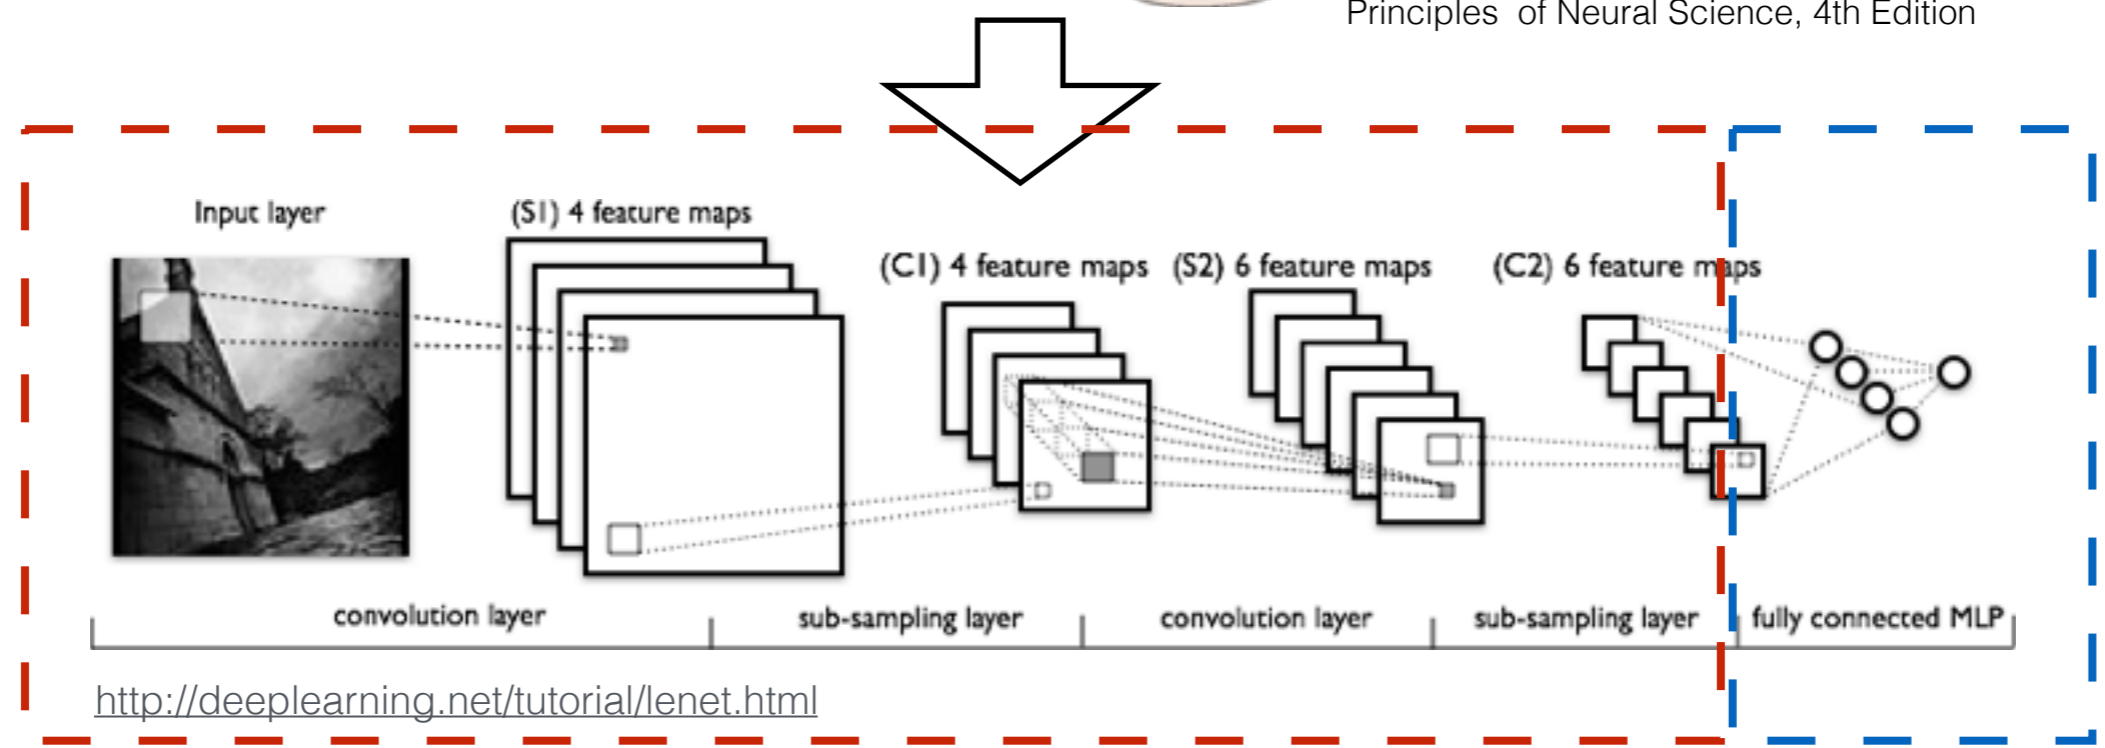 Principles of Neural Science, 4th Edition
Input layer
(S1) 4 feature maps
(C1) 4 feature maps
(S2) 6 feature maps
(C2) 6 feature maps
convolution layer
sub-sampling layer
convolution layer
sub-sampling layer
fully connected MLP
http://deeplearning.net/tutorial/lenet.html